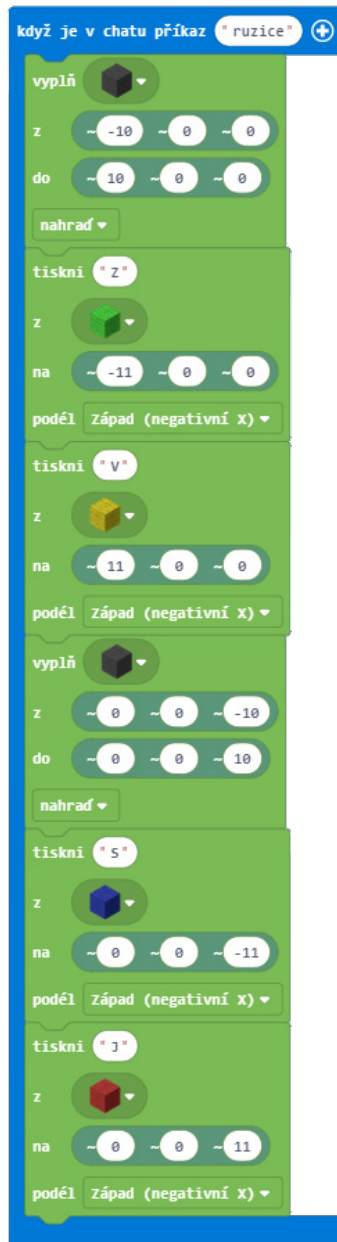 když je v chatu příkaz "ruzice"
vyplň
z ~ -10 ~ 0 ~ 0
do ~ 10 ~ 0 ~ 0
nahraď
tiskni "Z"
z
na ~ -11 ~ 0 ~ 0
podél Západ (negativní X)
tiskni "V"
z
na ~ 11 ~ 0 ~ 0
podél Západ (negativní X)
vyplň
z ~ 0 ~ 0 ~ -10
do ~ 0 ~ 0 ~ 10
nahraď
tiskni "S"
z
na ~ 0 ~ 0 ~ -11
podél Západ (negativní X)
tiskni "J"
z
na ~ 0 ~ 0 ~ 11
podél Západ (negativní X)